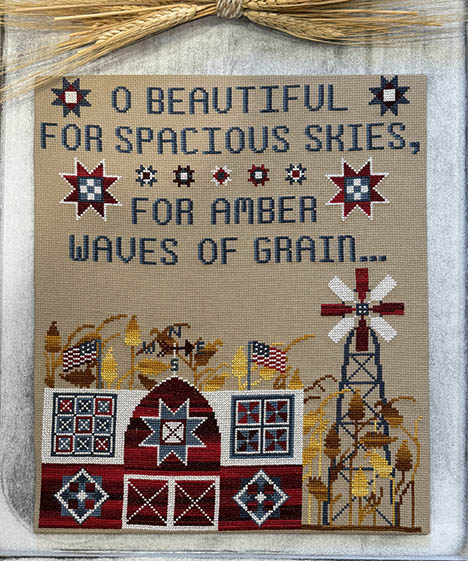 O BEAUTIFUL
FOR SPACIOUS SKIES,
FOR AMBER
WAVES OF GRAIN...
N
W E
S